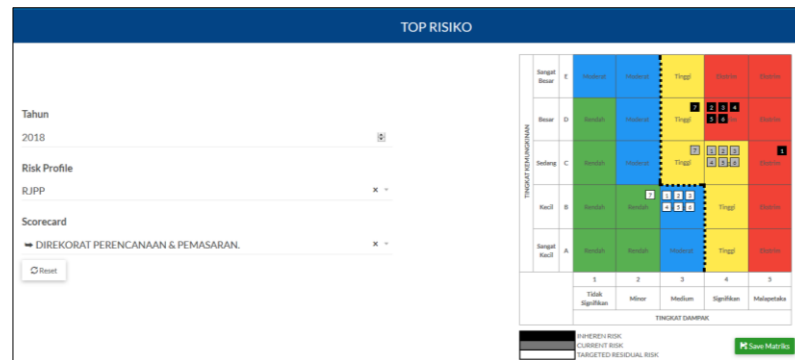 TOP RISIKO
Tahun
2018
Risk Profile
RJPP
Scorecard
➥ DIREKORAT PERENCANAAN & PEMASARAN.
Reset
TINGKAT KEMUNGKINAN
Sangat Besar E Moderat Moderat Tinggi Ekstrim Ekstrim
Besar D Rendah Moderat Tinggi 7 2 3 4 5 6 Ekstrim
Sedang C Rendah Moderat Tinggi 7 1 2 3 4 5 6 Ekstrim 1
Kecil B Rendah Rendah 7 1 2 3 4 5 6 Tinggi Ekstrim
Sangat Kecil A Rendah Rendah Moderat Tinggi Ekstrim
1 2 3 4 5
Tidak Signifikan Minor Medium Signifikan Malapetaka
TINGKAT DAMPAK
INHEREN RISK
CURRENT RISK
TARGETED RESIDUAL RISK
Save Matriks